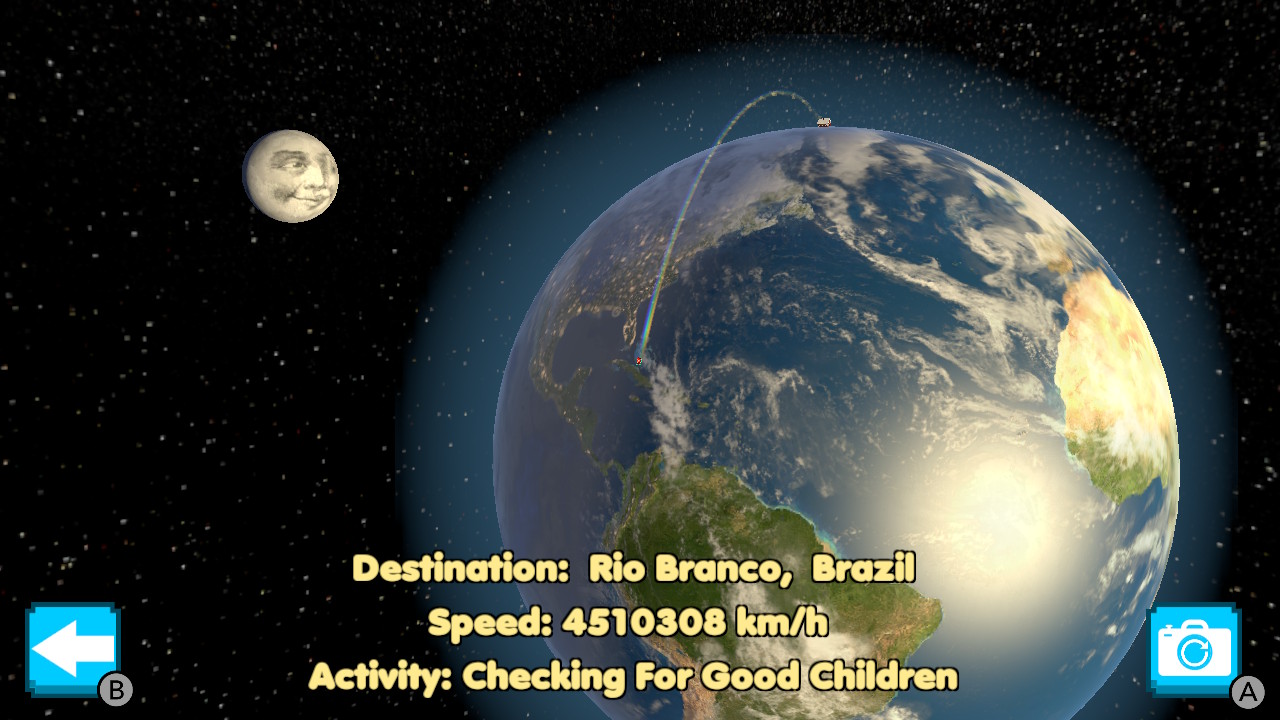 Destination: Rio Branco, Brazil
Speed: 4510308 km/h
Activity: Checking For Good Children
B
A